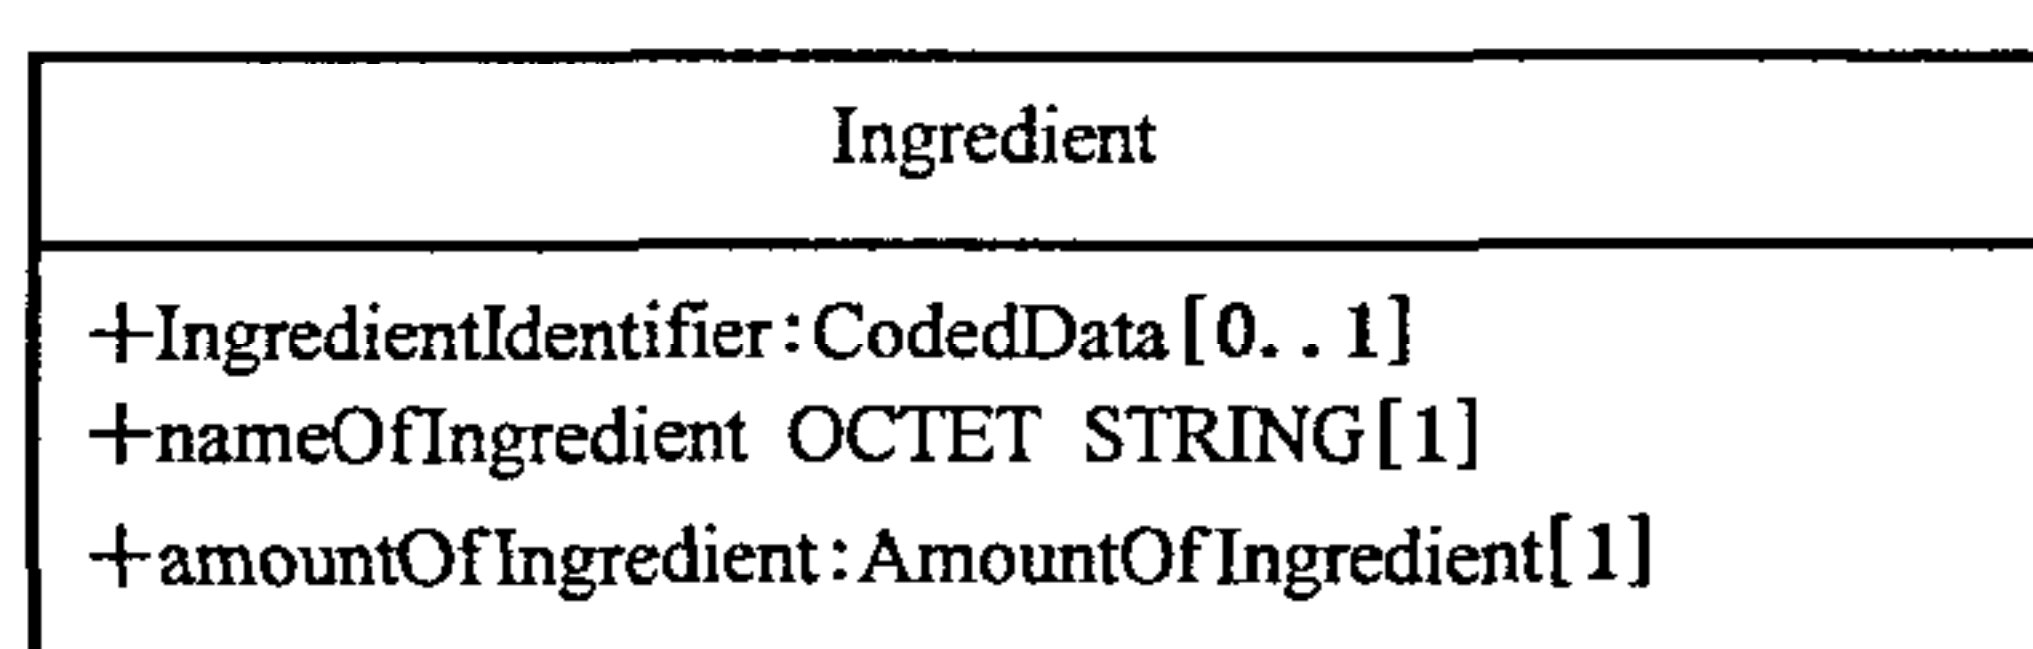 Ingredient
+IngredientIdentifier:CodedData[0..1]
+nameOfIngredient OCTET STRING[1]
+amountOfIngredient:AmountOfIngredient[1]